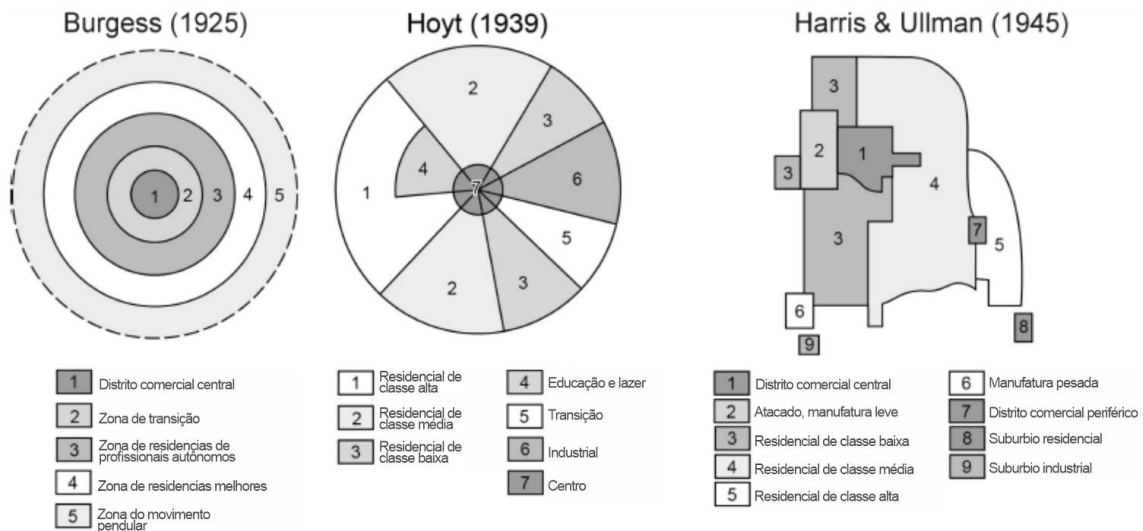 Burgess (1925)
1
2
3
4
5
1 Distrito comercial central
2 Zona de transição
3 Zona de residencias de
profissionais autônomos
4 Zona de residencias melhores
5 Zona do movimento
pendular
Hoyt (1939)
2
3
4
7
1
6
5
2
3
1 Residencial de
classe alta
2 Residencial de
classe média
3 Residencial de
classe baixa
4 Educação e lazer
5 Transição
6 Industrial
7 Centro
Harris & Ullman (1945)
3
2
1
3
4
3
7
5
6
8
9
1 Distrito comercial central
2 Atacado, manufatura leve
3 Residencial de classe baixa
4 Residencial de classe média
5 Residencial de classe alta
6 Manufatura pesada
7 Distrito comercial periférico
8 Suburbio residencial
9 Suburbio industrial